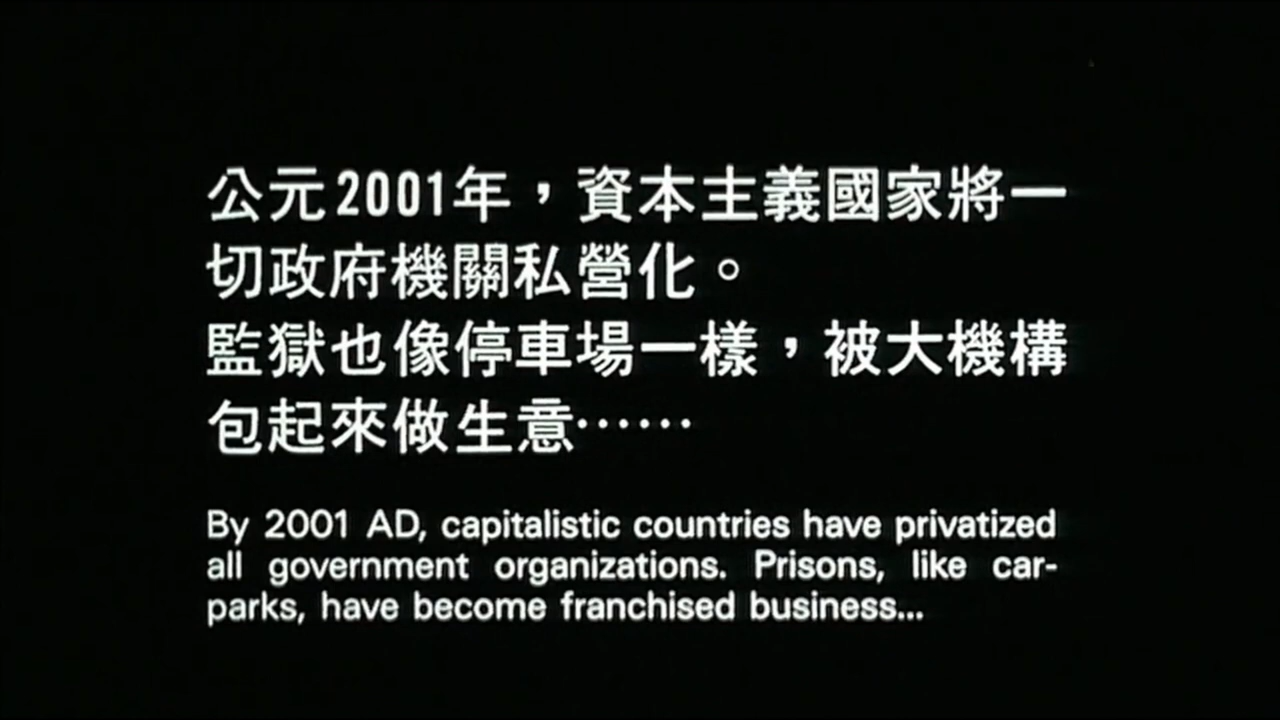 公元2001年，資本主義國家將一
切政府機關私營化。
監獄也像停車場一樣，被大機構
包起來做生意……
By 2001 AD, capitalistic countries have privatized
all government organizations. Prisons, like car-
parks, have become franchised business...